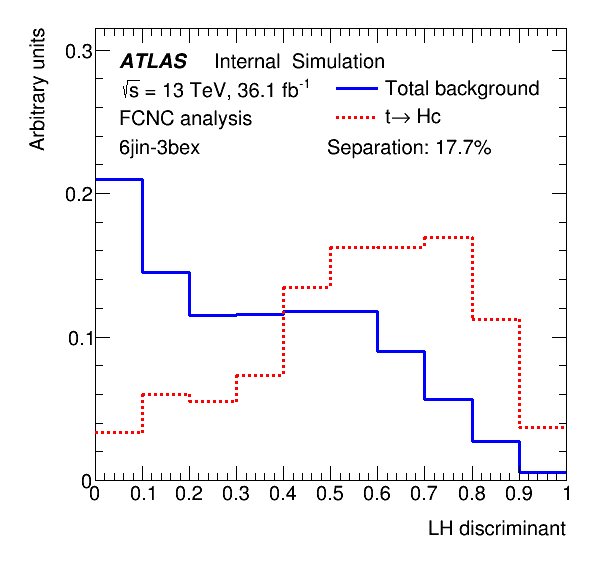 Arbitrary units
0.3
0.2
0.1
0
ATLAS Internal Simulation
√s = 13 TeV, 36.1 fb⁻¹
FCNC analysis
6jin-3bex
Total background
t→ Hc
Separation: 17.7%
0 0.1 0.2 0.3 0.4 0.5 0.6 0.7 0.8 0.9 1
LH discriminant